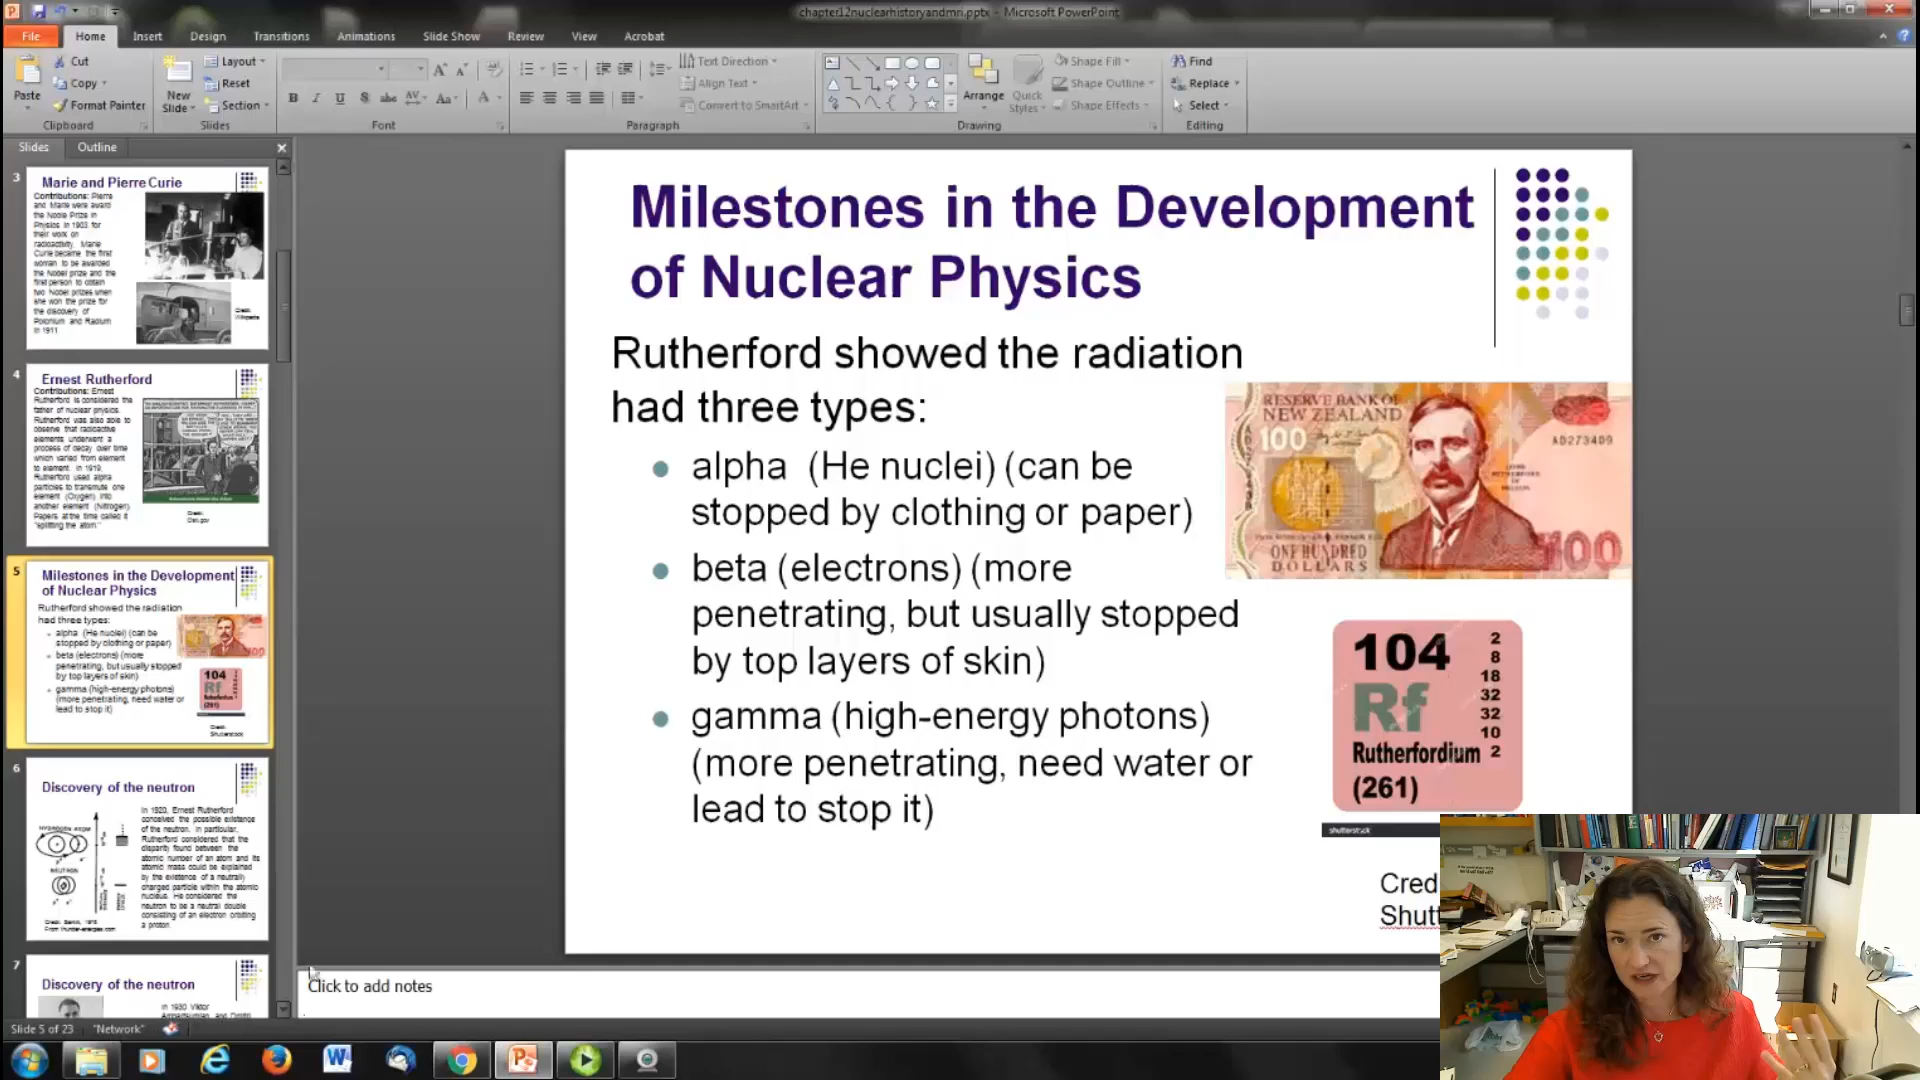 chapter12nuclearhistoryandmri.pptx - Microsoft PowerPoint
File Home Insert Design Transitions Animations Slide Show Review View Acrobat
Cut
Copy
Format Painter
Paste
Clipboard
New
Slide
Layout
Reset
Section
Slides
Font
Text Direction
Align Text
Convert to SmartArt
Paragraph
Arrange
Quick
Styles
Shape Fill
Shape Outline
Shape Effects
Drawing
Find
Replace
Select
Editing
Slides Outline
3
Marie and Pierre Curie
Contributions: Pierre
and Marie were award
the Noble Prize in
Physics in 1903 for
their work on
radioactivity. Marie
Curie became the first
woman to be awarded
the Nobel prize and the
first person to obtain
two Nobel prizes when
she won the prize for
the discovery of
Polonium and Radium
in 1911
Credit:
Wikipedia
4
Ernest Rutherford
Contributions: Ernest
Rutherford is considered the
father of nuclear physics.
Rutherford was also able to
observe that radioactive
elements underwent a
process of decay over time
which varied from element
to element. In 1919,
Rutherford used alpha
particles to transmute one
element (Oxygen) into
another element (Nitrogen)
Papers at the time called it
"splitting the atom."
Credit:
5
Milestones in the Development
of Nuclear Physics
Rutherford showed the radiation
had three types:
alpha (He nuclei) (can be
stopped by clothing or paper)
beta (electrons) (more
penetrating, but usually stopped
by top layers of skin)
gamma (high-energy photons)
(more penetrating, need water or
lead to stop it)
104
Rf
Rutherfordium
(261)
Credit:
Shutterstock
6
Discovery of the neutron
HYDROGEN ATOM
NEUTRON
In 1920, Ernest Rutherford
conceived the possible existence
of the neutron. In particular,
Rutherford considered that the
disparity found between the
atomic number of an atom and its
atomic mass could be explained
by the existence of a neutrally
charged particle within the atomic
nucleus. He considered the
neutron to be a neutral double
consisting of an electron orbiting
a proton.
7
Discovery of the neutron
In 1930 Viktor
Milestones in the Development
of Nuclear Physics
Rutherford showed the radiation
had three types:
alpha (He nuclei) (can be
stopped by clothing or paper)
beta (electrons) (more
penetrating, but usually stopped
by top layers of skin)
gamma (high-energy photons)
(more penetrating, need water or
lead to stop it)
RESERVE BANK OF
NEW ZEALAND
100
AD273409
ONE HUNDRED
DOLLARS
100
104
Rf
Rutherfordium
(261)
2
8
18
32
32
10
2
shutterstock
Cred
Shutt
Click to add notes
Slide 5 of 23 "Network"